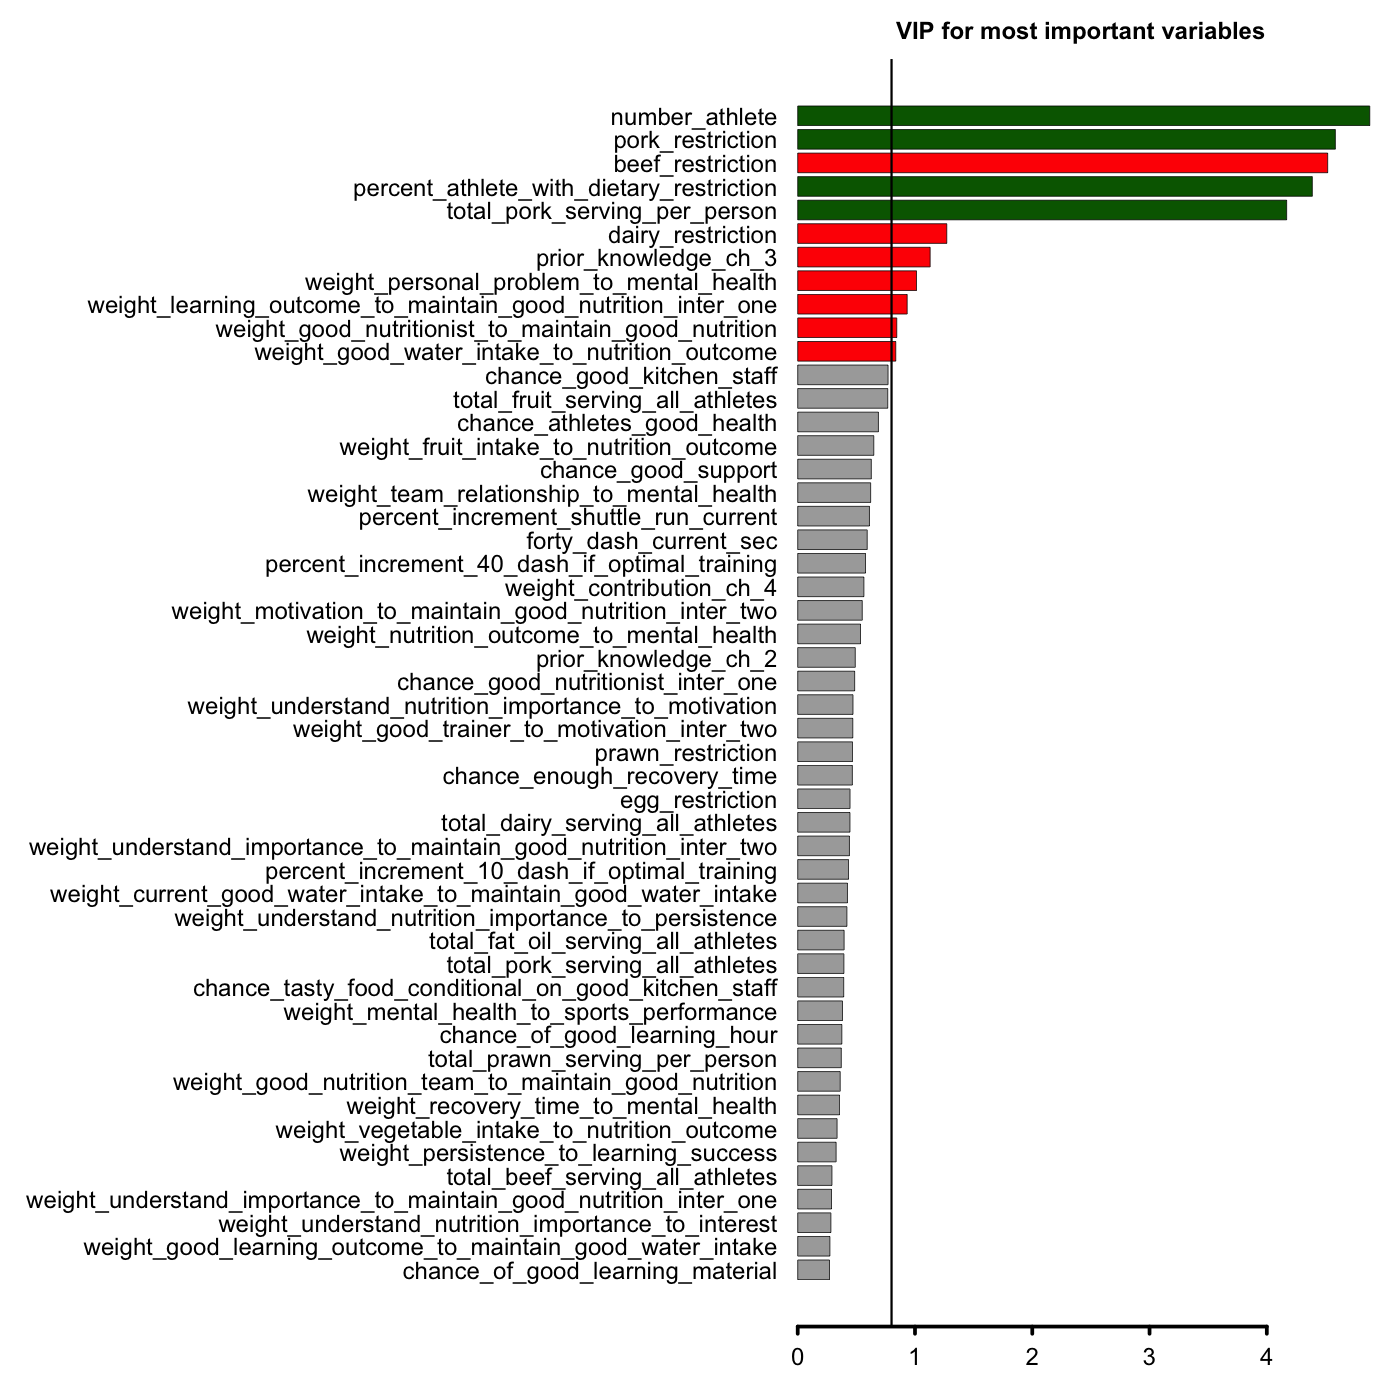 VIP for most important variables
number_athlete
pork_restriction
beef_restriction
percent_athlete_with_dietary_restriction
total_pork_serving_per_person
dairy_restriction
prior_knowledge_ch_3
weight_personal_problem_to_mental_health
weight_learning_outcome_to_maintain_good_nutrition_inter_one
weight_good_nutritionist_to_maintain_good_nutrition
weight_good_water_intake_to_nutrition_outcome
chance_good_kitchen_staff
total_fruit_serving_all_athletes
chance_athletes_good_health
weight_fruit_intake_to_nutrition_outcome
chance_good_support
weight_team_relationship_to_mental_health
percent_increment_shuttle_run_current
forty_dash_current_sec
percent_increment_40_dash_if_optimal_training
weight_contribution_ch_4
weight_motivation_to_maintain_good_nutrition_inter_two
weight_nutrition_outcome_to_mental_health
prior_knowledge_ch_2
chance_good_nutritionist_inter_one
weight_understand_nutrition_importance_to_motivation
weight_good_trainer_to_motivation_inter_two
prawn_restriction
chance_enough_recovery_time
egg_restriction
total_dairy_serving_all_athletes
weight_understand_importance_to_maintain_good_nutrition_inter_two
percent_increment_10_dash_if_optimal_training
weight_current_good_water_intake_to_maintain_good_water_intake
weight_understand_nutrition_importance_to_persistence
total_fat_oil_serving_all_athletes
total_pork_serving_all_athletes
chance_tasty_food_conditional_on_good_kitchen_staff
weight_mental_health_to_sports_performance
chance_of_good_learning_hour
total_prawn_serving_per_person
weight_good_nutrition_team_to_maintain_good_nutrition
weight_recovery_time_to_mental_health
weight_vegetable_intake_to_nutrition_outcome
weight_persistence_to_learning_success
total_beef_serving_all_athletes
weight_understand_importance_to_maintain_good_nutrition_inter_one
weight_understand_nutrition_importance_to_interest
weight_good_learning_outcome_to_maintain_good_water_intake
chance_of_good_learning_material
0 1 2 3 4